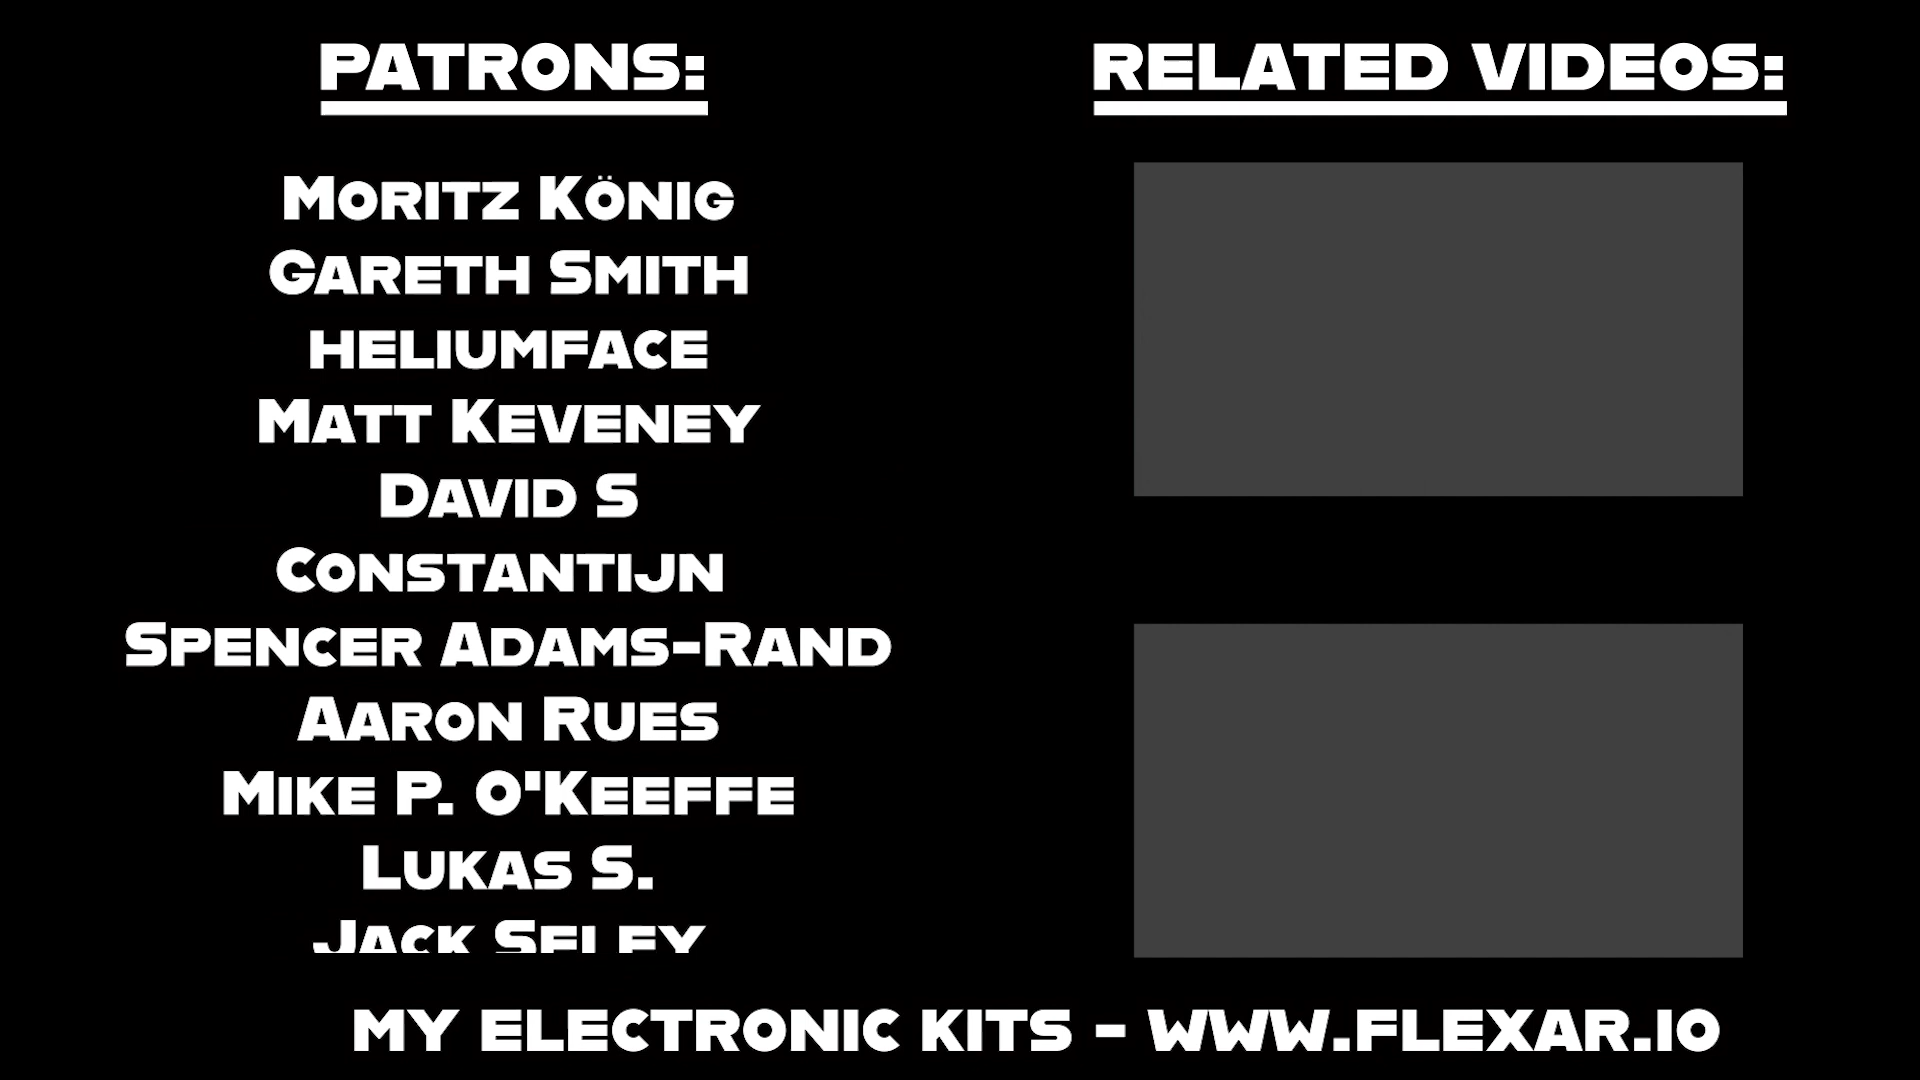 PATRONS:
Moritz König
Gareth Smith
heliumface
Matt Keveney
David S
Constantijn
Spencer Adams-Rand
Aaron Rues
Mike P. O'Keeffe
Lukas S.
Jack
RELATED VIDEOS:
MY ELECTRONIC KITS - WWW.FLEXAR.IO